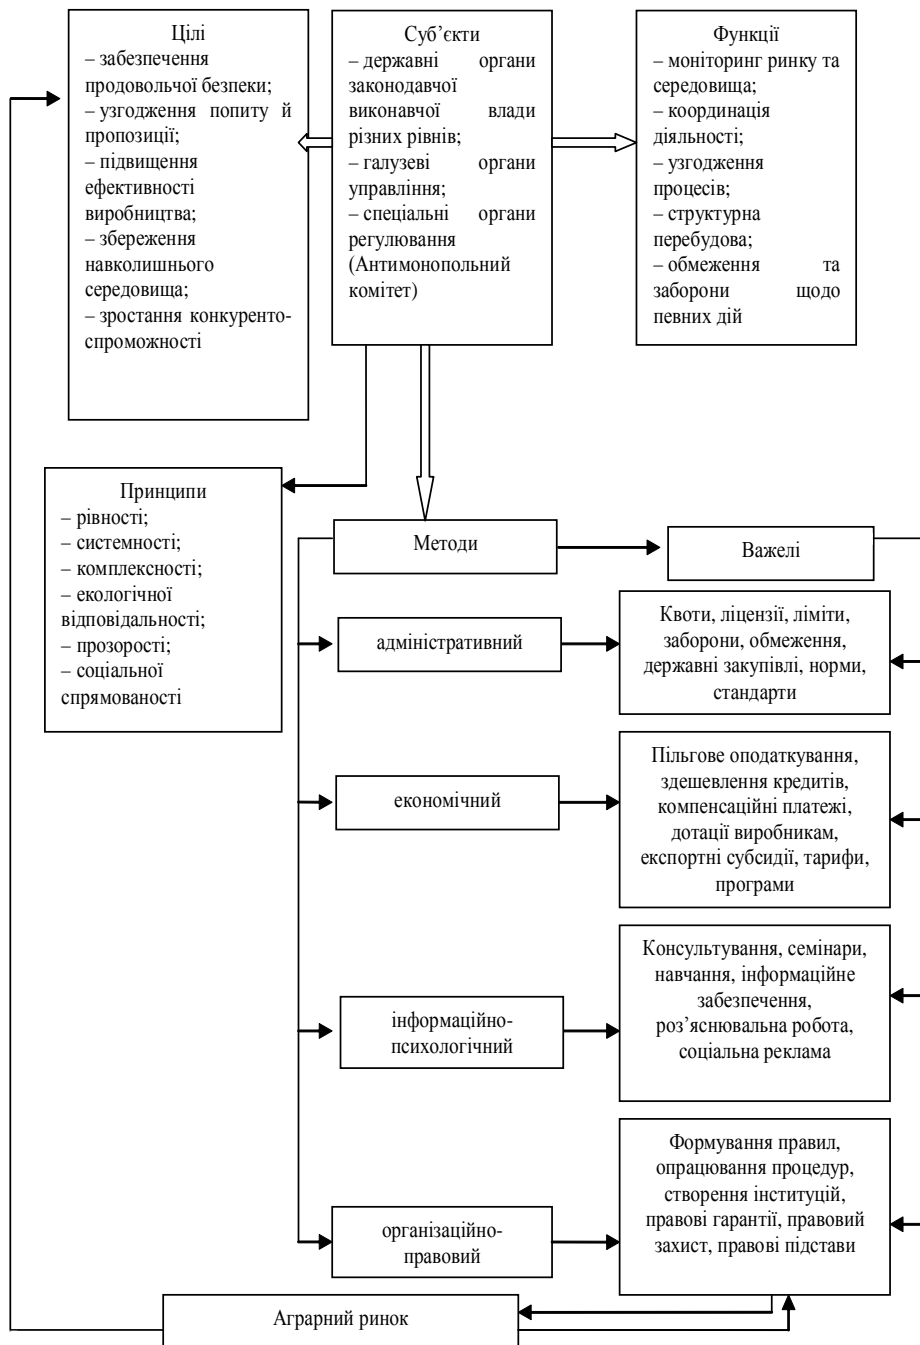 Цілі
– забезпечення
продовольчої безпеки;
– узгодження попиту й
пропозиції;
– підвищення
ефективності
виробництва;
– збереження
навколишнього
середовища;
– зростання конкуренто-
спроможності
Суб’єкти
– державні органи
законодавчої
виконавчої влади
різних рівнів;
– галузеві органи
управління;
– спеціальні органи
регулювання
(Антимонопольний
комітет)
Функції
– моніторинг ринку та
середовища;
– координація
діяльності;
– узгодження
процесів;
– структурна
перебудова;
– обмеження та
заборони щодо
певних дій
Принципи
– рівності;
– системності;
– комплексності;
– екологічної
відповідальності;
– прозорості;
– соціальної
спрямованості
Методи
Важелі
адміністративний
Квоти, ліцензії, ліміти,
заборони, обмеження,
державні закупівлі, норми,
стандарти
економічний
Пільгове оподаткування,
здешевлення кредитів,
компенсаційні платежі,
дотації виробникам,
експортні субсидії, тарифи,
програми
інформаційно-
психологічний
Консультування, семінари,
навчання, інформаційне
забезпечення,
роз’яснювальна робота,
соціальна реклама
організаційно-
правовий
Формування правил,
опрацювання процедур,
створення інституцій,
правові гарантії, правовий
захист, правові підстави
Аграрний ринок